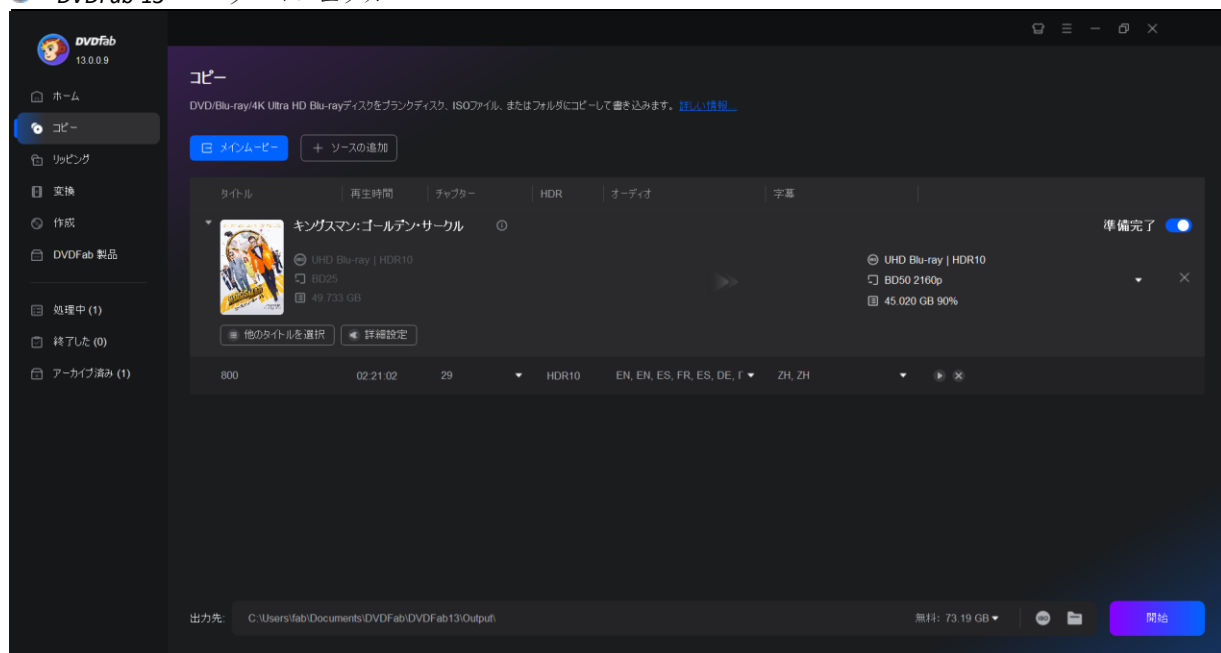 DVDFab
13.0.0.9
ホーム
コピー
リッピング
変換
作成
DVDFab 製品
処理中 (1)
終了した (0)
アーカイブ済み (1)
コピー
DVD/Blu-ray/4K Ultra HD Blu-rayディスクをブランクディスク、ISOファイル、またはフォルダにコピーして書き込みます。詳しい情報...
メインムービー
ソースの追加
タイトル 再生時間 チャプター HDR オーディオ 字幕
キングスマン:ゴールデン・サークル
準備完了
UHD Blu-ray | HDR10
BD25
49.733 GB
UHD Blu-ray | HDR10
BD50 2160p
45.020 GB 90%
他のタイトルを選択
詳細設定
800 02:21:02 29 HDR10 EN, EN, ES, FR, ES, DE, ZH, ZH
出力先: C:\Users\fab\Documents\DVDFab\DVDFab13\Output\
無料: 73.19 GB
ISO
開始